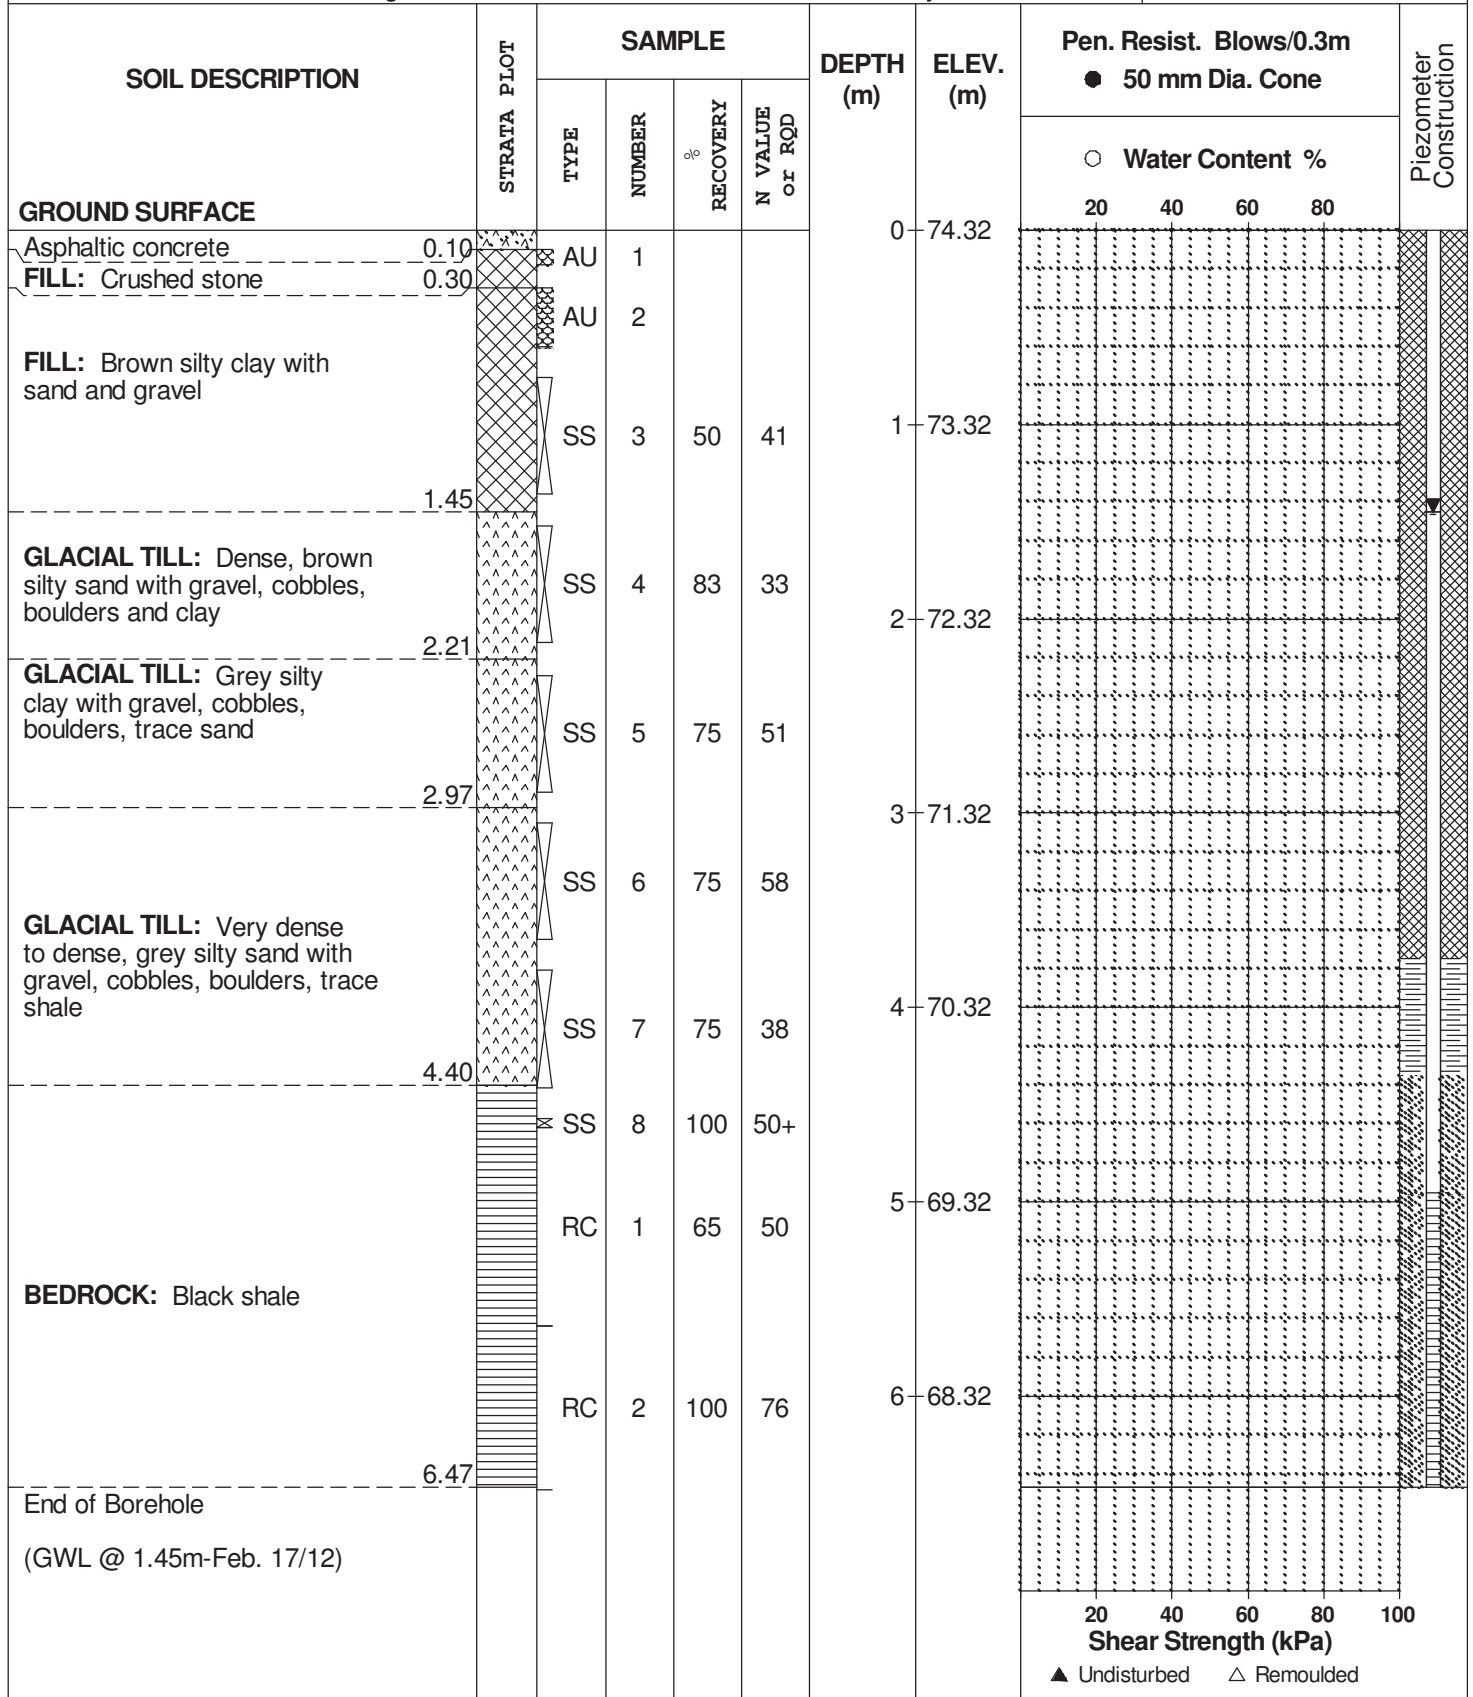 SOIL DESCRIPTION
GROUND SURFACE
STRATA PLOT
SAMPLE
TYPE
NUMBER
% RECOVERY
N VALUE or RQD
DEPTH (m)
ELEV. (m)
Pen. Resist. Blows/0.3m
● 50 mm Dia. Cone
○ Water Content %
20 40 60 80
Piezometer Construction
0 74.32
Asphaltic concrete 0.10
AU 1
FILL: Crushed stone 0.30
AU 2
FILL: Brown silty clay with
sand and gravel
SS 3 50 41
1 73.32
1.45
GLACIAL TILL: Dense, brown
silty sand with gravel, cobbles,
boulders and clay
SS 4 83 33
2 72.32
2.21
GLACIAL TILL: Grey silty
clay with gravel, cobbles,
boulders, trace sand
SS 5 75 51
2.97
3 71.32
SS 6 75 58
GLACIAL TILL: Very dense
to dense, grey silty sand with
gravel, cobbles, boulders, trace
shale
4 70.32
SS 7 75 38
4.40
SS 8 100 50+
5 69.32
RC 1 65 50
BEDROCK: Black shale
6 68.32
RC 2 100 76
6.47
End of Borehole
(GWL @ 1.45m-Feb. 17/12)
20 40 60 80 100
Shear Strength (kPa)
▲ Undisturbed △ Remoulded